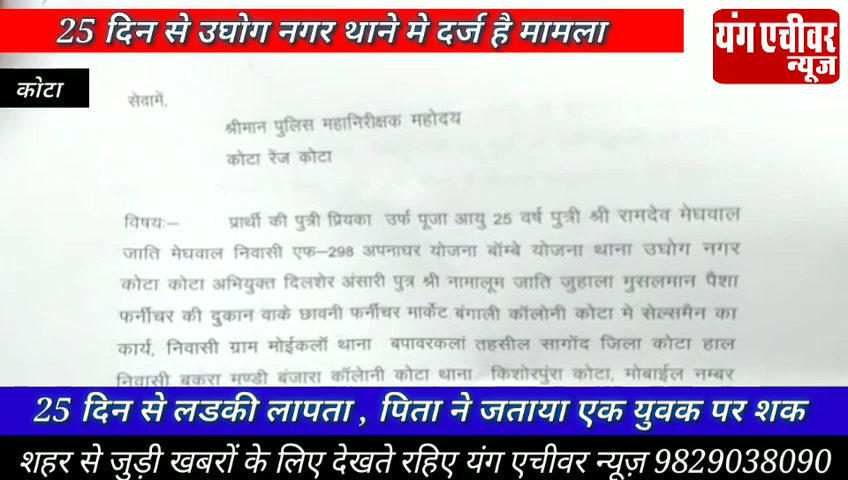 25 दिन से उघोग नगर थाने मे दर्ज है मामला
यंग एचीवर
न्यूज
कोटा
सेवामें,
श्रीमान पुलिस महानिरीक्षक महोदय
कोटा रेंज कोटा
विषयः– प्रार्थी की पुत्री प्रियका उर्फ पूजा आयु 25 वर्ष पुत्री श्री रामदेव मेघवाल
जाति मेघवाल निवासी एफ–298 अपनाघर योजना बॉम्बे योजना थाना उघोग नगर
कोटा कोटा अभियुक्त दिलशेर अंसारी पुत्र श्री नामालूम जाति जुहाला मुसलमान पैशा
फर्नीचर की दुकान वाके छावनी फर्नीचर मार्केट बंगाली कॉलोनी कोटा मे सेल्समैन का
कार्य, निवासी ग्राम मोईकलॉ थाना बपावरकलां तहसील सागोंद जिला कोटा हाल
निवासी बकरा मण्डी बंजारा कॉलोनी कोटा थाना किशोरपुंरा कोटा, मोबाईल नम्बर
25 दिन से लडकी लापता , पिता ने जताया एक युवक पर शक
शहर से जुड़ी खबरों के लिए देखते रहिए यंग एचीवर न्यूज़ 9829038090